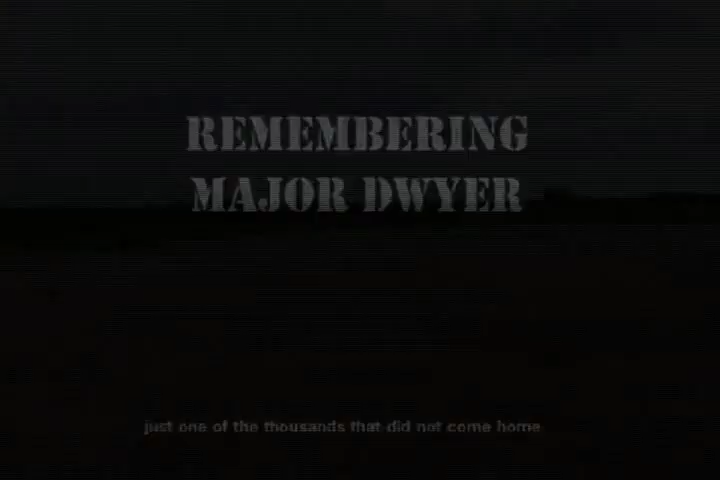 REMEMBERING
MAJOR DWYER
just one of the thousands that did not come home